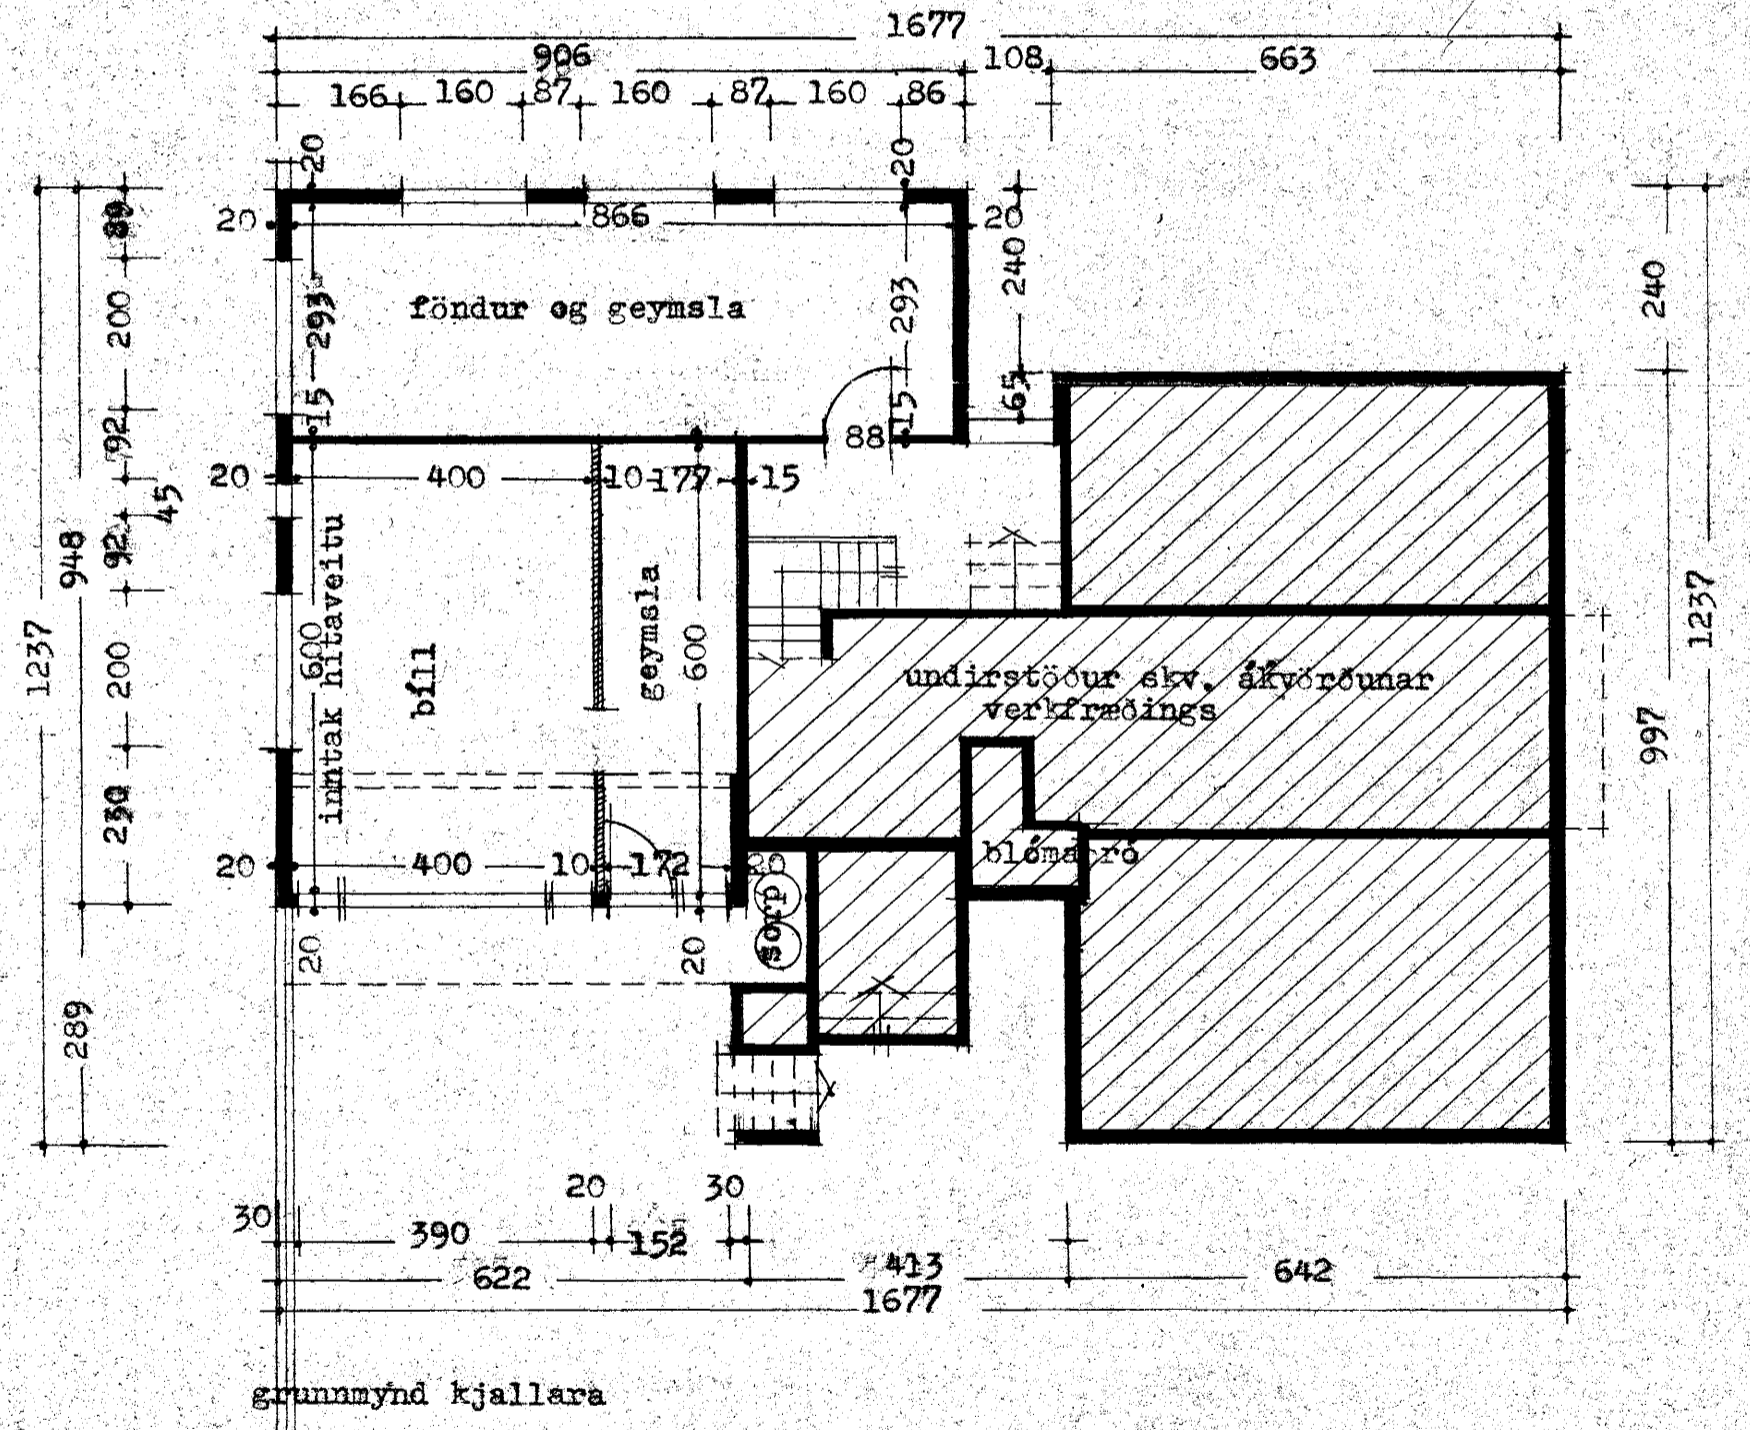 1677
906 108 663
166 160 87 160 87 160 86
20 20
20 866 20
89
200
92
45
92
200
948
1237
289
293
föndur og geymsla
293
240
65
240
997
1237
15
88
15
20 400 10 177 15
inntak hitaveitu
600
bíll
geymsla
600
undirstöður skv. ákvörðunar
verkfræðings
20 400 10 172 20
blómaþró
sorp
20 20
20 30
30 390 152
622 413 642
1677
grunnmynd kjallara